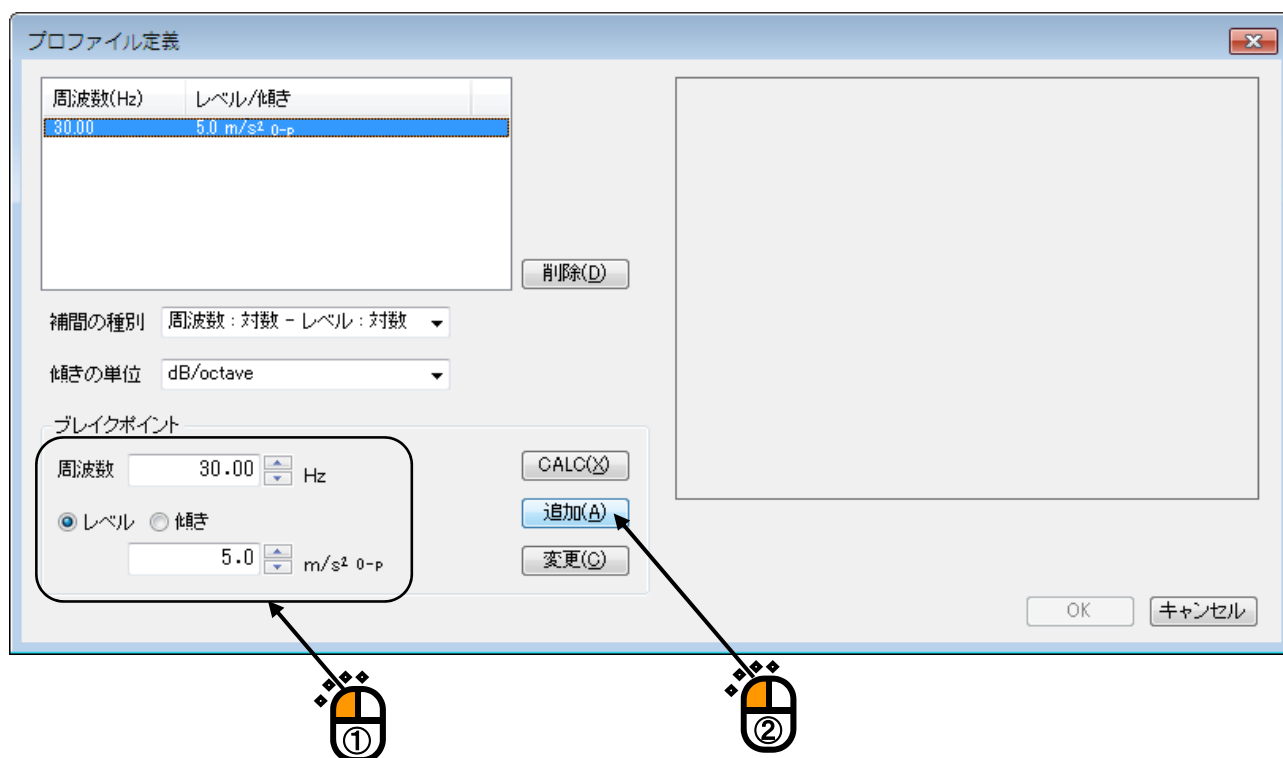 プロファイル定義
周波数(Hz) レベル/傾き
30.00 5.0 m/s² 0-p
削除(D)
補間の種別 周波数：対数 - レベル：対数
傾きの単位 dB/octave
ブレイクポイント
周波数 30.00 Hz
CALC(X)
レベル 傾き
追加(A)
5.0 m/s² 0-p
変更(C)
OK キャンセル
① ②